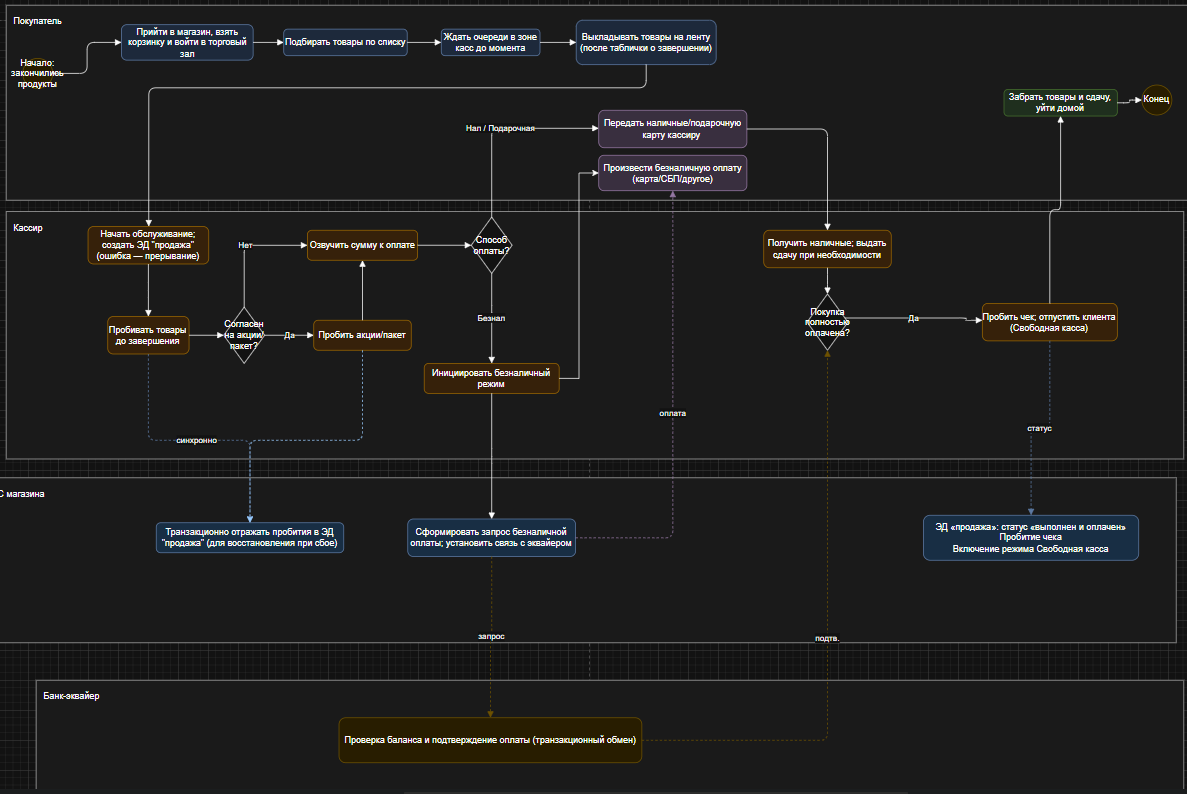 Покупатель
Начало:
закончились
продукты
Прийти в магазин, взять
корзинку и войти в торговый
зал
Подбирать товары по списку
Ждать очереди в зоне
касс до момента
Выкладывать товары на ленту
(после таблички о завершении)
Забрать товары и сдачу,
уйти домой
Конец
Нал / Подарочная
Передать наличные/подарочную
карту кассиру
Произвести безналичную оплату
(карта/СБП/другое)
Кассир
Начать обслуживание;
создать ЭД "продажа"
(ошибка — прерывание)
Нет
Озвучить сумму к оплате
Способ
оплаты?
Получить наличные; выдать
сдачу при необходимости
Пробивать товары
до завершения
Согласен
на акции/
пакет?
Да
Пробить акции/пакет
Безнал
Покупка
полностью
оплачена?
Да
Пробить чек; отпустить клиента
(Свободная касса)
Инициировать безналичный
режим
оплата
статус
синхронно
С магазина
Транзакционно отражать пробития в ЭД
"продажа" (для восстановления при сбое)
Сформировать запрос безналичной
оплаты; установить связь с эквайером
ЭД «продажа»: статус «выполнен и оплачен»
Пробитие чека
Включение режима Свободная касса
запрос
подтв.
Банк-эквайер
Проверка баланса и подтверждение оплаты (транзакционный обмен)